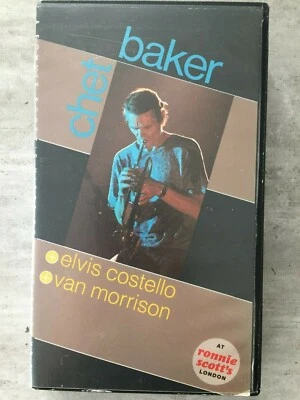 chet
baker
+ elvis costello
+ van morrison
AT
ronnie
scott's
LONDON